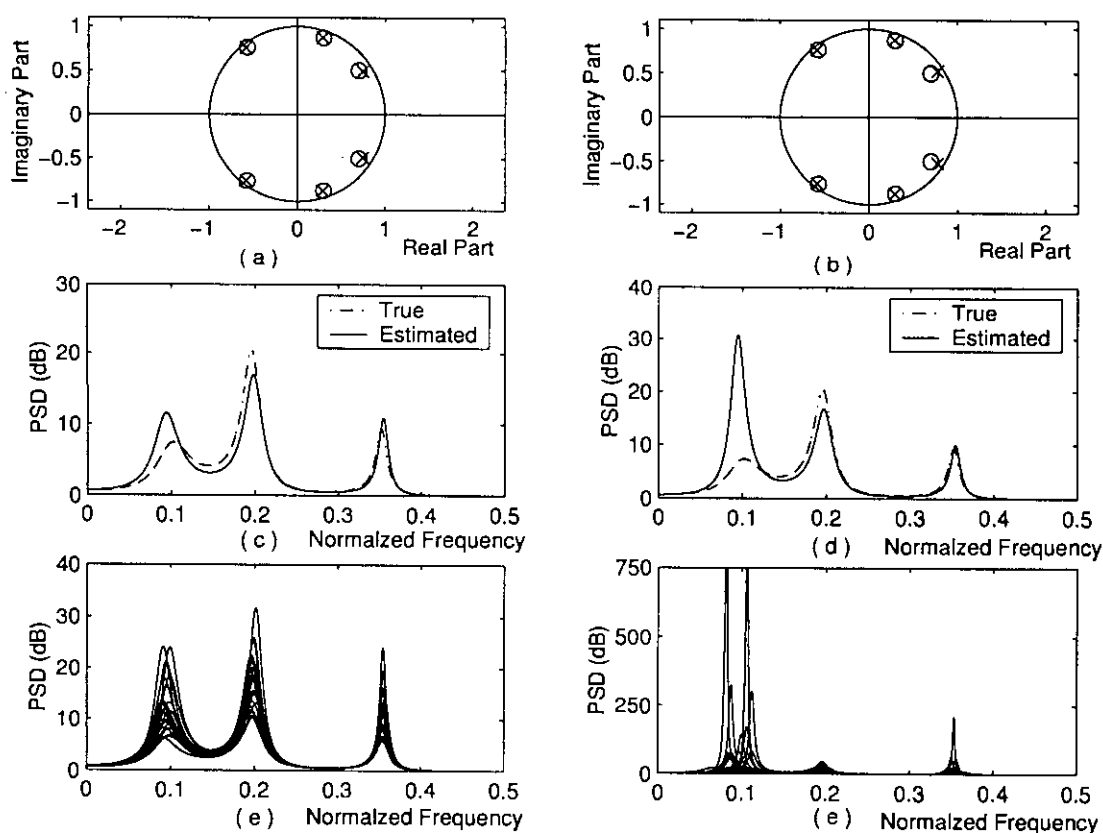 1
0.5
0
−0.5
−1
Imaginary Part
−2 −1 0 1 2
Real Part
( a )
1
0.5
0
−0.5
−1
Imaginary Part
−2 −1 0 1 2
Real Part
( b )
30
20
10
0
PSD (dB)
True
Estimated
0 0.1 0.2 0.3 0.4 0.5
( c ) Normalzed Frequency
40
30
20
10
0
PSD (dB)
True
Estimated
0 0.1 0.2 0.3 0.4 0.5
( d ) Normalzed Frequency
40
30
20
10
0
PSD (dB)
0 0.1 0.2 0.3 0.4 0.5
( e ) Normalzed Frequency
750
500
250
0
PSD (dB)
0 0.1 0.2 0.3 0.4 0.5
( e ) Normalzed Frequency